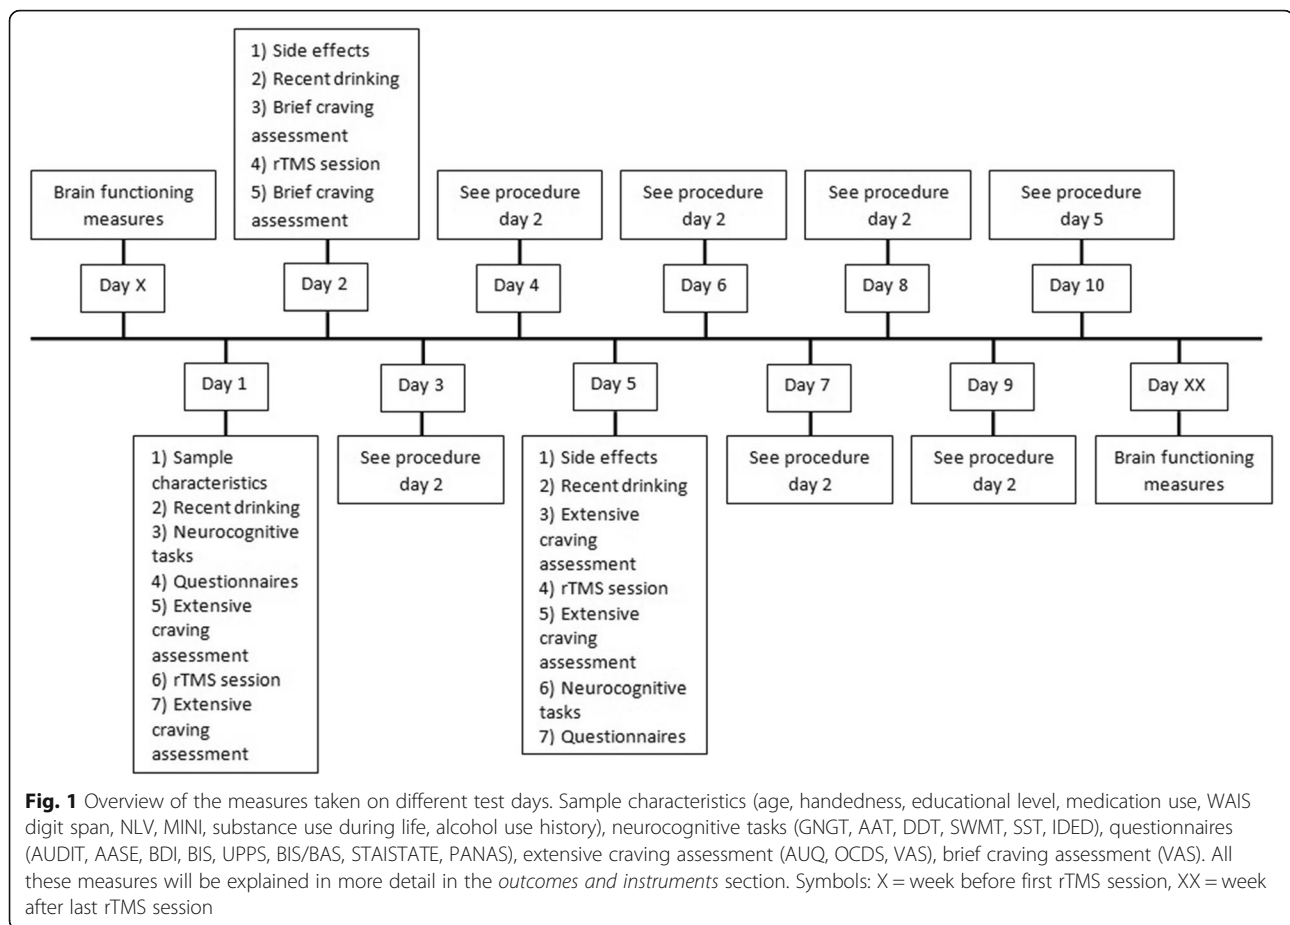 1) Side effects
2) Recent drinking
3) Brief craving
assessment
4) rTMS session
5) Brief craving
assessment
Brain functioning
measures
See procedure
day 2
See procedure
day 2
See procedure
day 2
See procedure
day 5
Day X
Day 2
Day 4
Day 6
Day 8
Day 10
Day 1
Day 3
Day 5
Day 7
Day 9
Day XX
1) Sample
characteristics
2) Recent drinking
3) Neurocognitive
tasks
4) Questionnaires
5) Extensive
craving
assessment
6) rTMS session
7) Extensive
craving
assessment
See procedure
day 2
1) Side effects
2) Recent drinking
3) Extensive
craving
assessment
4) rTMS session
5) Extensive
craving
assessment
6) Neurocognitive
tasks
7) Questionnaires
See procedure
day 2
See procedure
day 2
Brain functioning
measures
Fig. 1 Overview of the measures taken on different test days. Sample characteristics (age, handedness, educational level, medication use, WAIS
digit span, NLV, MINI, substance use during life, alcohol use history), neurocognitive tasks (GNGT, AAT, DDT, SWMT, SST, IDED), questionnaires
(AUDIT, AASE, BDI, BIS, UPPS, BIS/BAS, STAISTATE, PANAS), extensive craving assessment (AUQ, OCDS, VAS), brief craving assessment (VAS). All
these measures will be explained in more detail in the outcomes and instruments section. Symbols: X = week before first rTMS session, XX = week
after last rTMS session